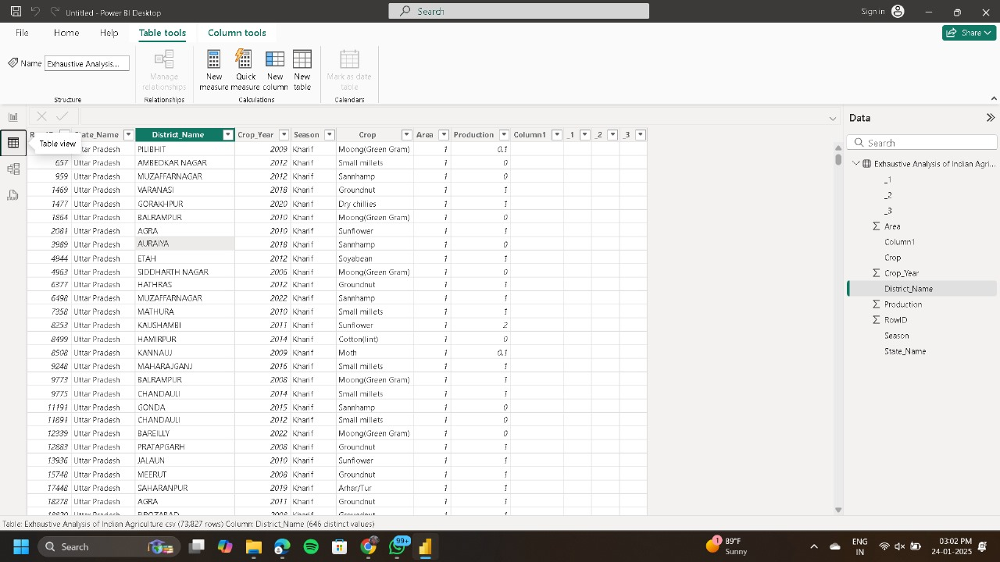 Untitled - Power BI Desktop
Search
Sign in
File Home Help Table tools Column tools
Share
Name Exhaustive Analysis...
Manage relationships
New measure
Quick measure
New column
New table
Mark as date table
Structure Relationships Calculations Calendars
Table view
District_Name Crop_Year Season Crop Area Production Column1 _1 _2 _3
Pradesh PILIBHIT 2009 Kharif Moong(Green Gram) 1 0.1
657 Uttar Pradesh AMBEDKAR NAGAR 2012 Kharif Small millets 1 0
959 Uttar Pradesh MUZAFFARNAGAR 2012 Kharif Sannhamp 1 0
1469 Uttar Pradesh VARANASI 2018 Kharif Groundnut 1 1
1477 Uttar Pradesh GORAKHPUR 2020 Kharif Dry chillies 1 1
1864 Uttar Pradesh BALRAMPUR 2010 Kharif Moong(Green Gram) 1 0
2081 Uttar Pradesh AGRA 2010 Kharif Sunflower 1 1
3989 Uttar Pradesh AURAIYA 2018 Kharif Sannhamp 1 0
4944 Uttar Pradesh ETAH 2012 Kharif Soyabean 1 1
4963 Uttar Pradesh SIDDHARTH NAGAR 2006 Kharif Moong(Green Gram) 1 0
6377 Uttar Pradesh HATHRAS 2012 Kharif Groundnut 1 1
6496 Uttar Pradesh MUZAFFARNAGAR 2022 Kharif Sannhamp 1 1
7358 Uttar Pradesh MATHURA 2010 Kharif Small millets 1 1
8253 Uttar Pradesh KAUSHAMBI 2011 Kharif Sunflower 1 2
8499 Uttar Pradesh HAMIRPUR 2014 Kharif Cotton(lint) 1 0
8508 Uttar Pradesh KANNAUJ 2009 Kharif Moth 1 0.1
9248 Uttar Pradesh MAHARAJGANJ 2016 Kharif Small millets 1 1
9773 Uttar Pradesh BALRAMPUR 2008 Kharif Moong(Green Gram) 1 1
9775 Uttar Pradesh CHANDAULI 2014 Kharif Small millets 1 1
11191 Uttar Pradesh GONDA 2015 Kharif Sannhamp 1 0
11891 Uttar Pradesh CHANDAULI 2012 Kharif Small millets 1 0
12339 Uttar Pradesh BAREILLY 2022 Kharif Moong(Green Gram) 1 0
12883 Uttar Pradesh PRATAPGARH 2008 Kharif Groundnut 1 1
13936 Uttar Pradesh JALAUN 2010 Kharif Sunflower 1 1
15748 Uttar Pradesh MEERUT 2008 Kharif Groundnut 1 1
17448 Uttar Pradesh SAHARANPUR 2019 Kharif Arhar/Tur 1 1
18278 Uttar Pradesh AGRA 2011 Kharif Groundnut 1 1
Data
Search
Exhaustive Analysis of Indian Agri...
_1
_2
_3
Area
Column1
Crop
Crop_Year
District_Name
Production
RowID
Season
State_Name
Table: Exhaustive Analysis of Indian Agriculture csv (73,827 rows) Column: District_Name (646 distinct values)
Search
99+
1
89°F
Sunny
ENG
IN
03:02 PM
24-01-2025